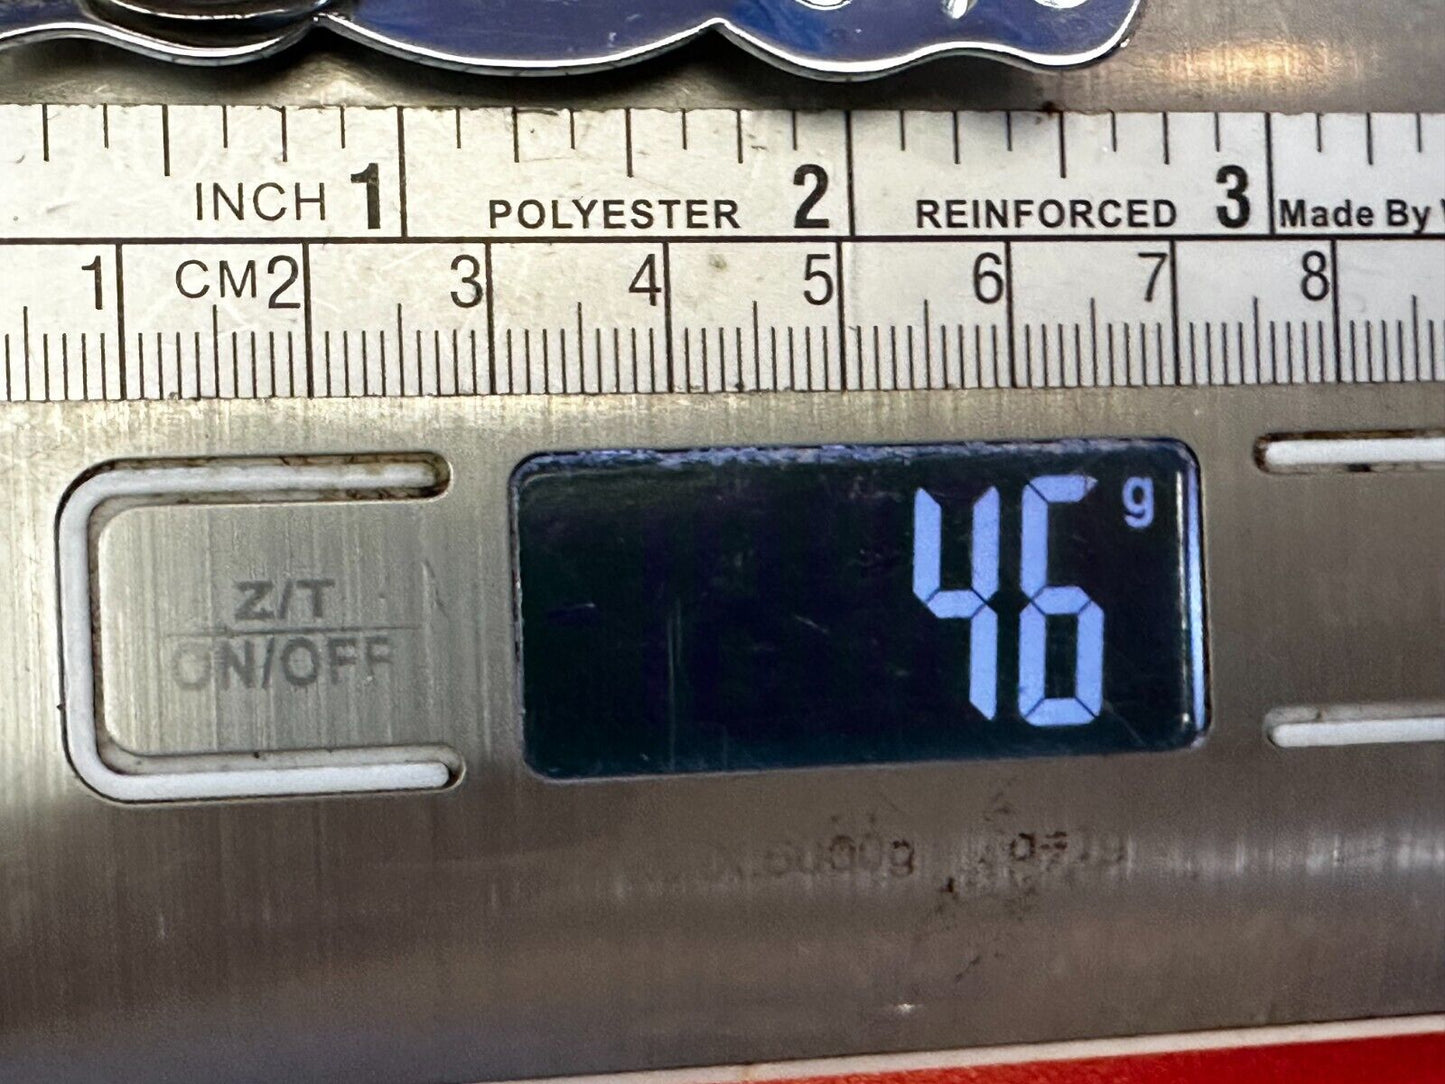 INCH 1 POLYESTER 2 REINFORCED 3 Made By
1 CM 2 3 4 5 6 7 8
46 g
Z/T
ON/OFF